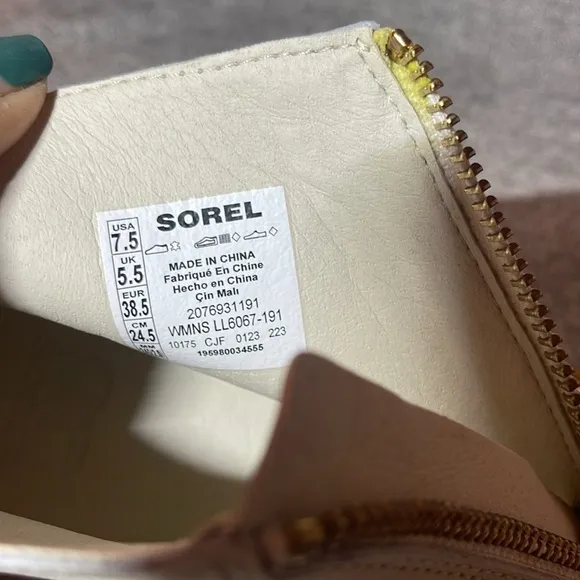 SOREL
USA
7.5
UK
5.5
EUR
38.5
CM
24.5
MADE IN CHINA
Fabriqué En Chine
Hecho en China
Çin Malı
2076931191
WMNS LL6067-191
10175 CJF 0123 223
195980034555